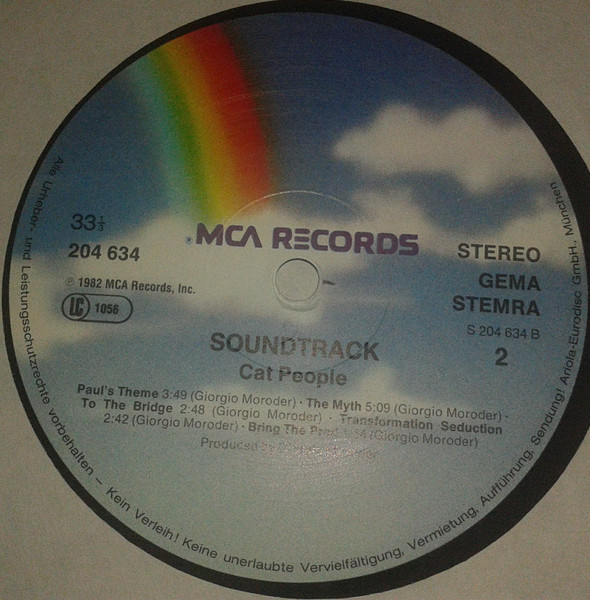 MCA RECORDS
33⅓
204 634
℗ 1982 MCA Records, Inc.
LC 1056
STEREO
GEMA
STEMRA
S 204 634 B
2
SOUNDTRACK
Cat People
Paul's Theme 3:49 (Giorgio Moroder) · The Myth 5:09 (Giorgio Moroder) ·
To The Bridge 2:48 (Giorgio Moroder) · Transformation Seduction
2:42 (Giorgio Moroder) · Bring The (Giorgio Moroder)
Produced by
Alle Urheber- und Leistungsschutzrechte vorbehalten – Kein Verleih! Keine unerlaubte Vervielfältigung, Vermietung, Aufführung, Sendung! Ariola-Eurodisc GmbH., München